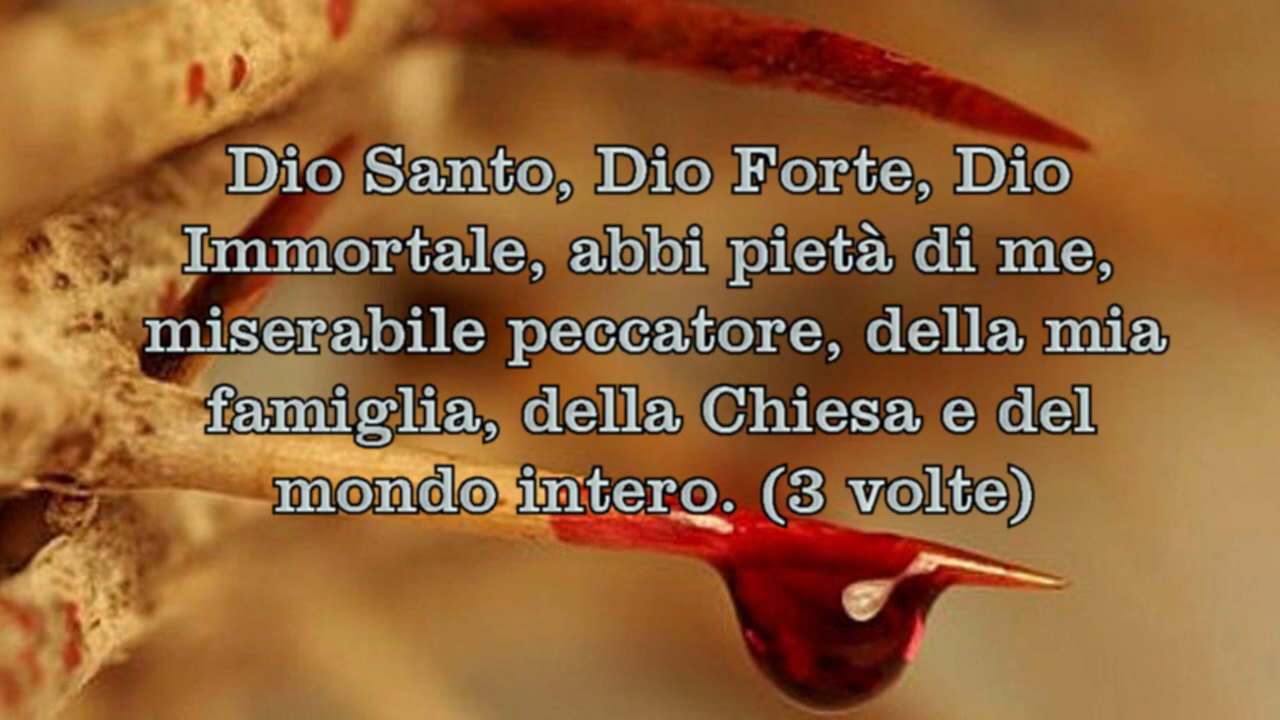 Dio Santo, Dio Forte, Dio
Immortale, abbi pietà di me,
miserabile peccatore, della mia
famiglia, della Chiesa e del
mondo intero. (3 volte)